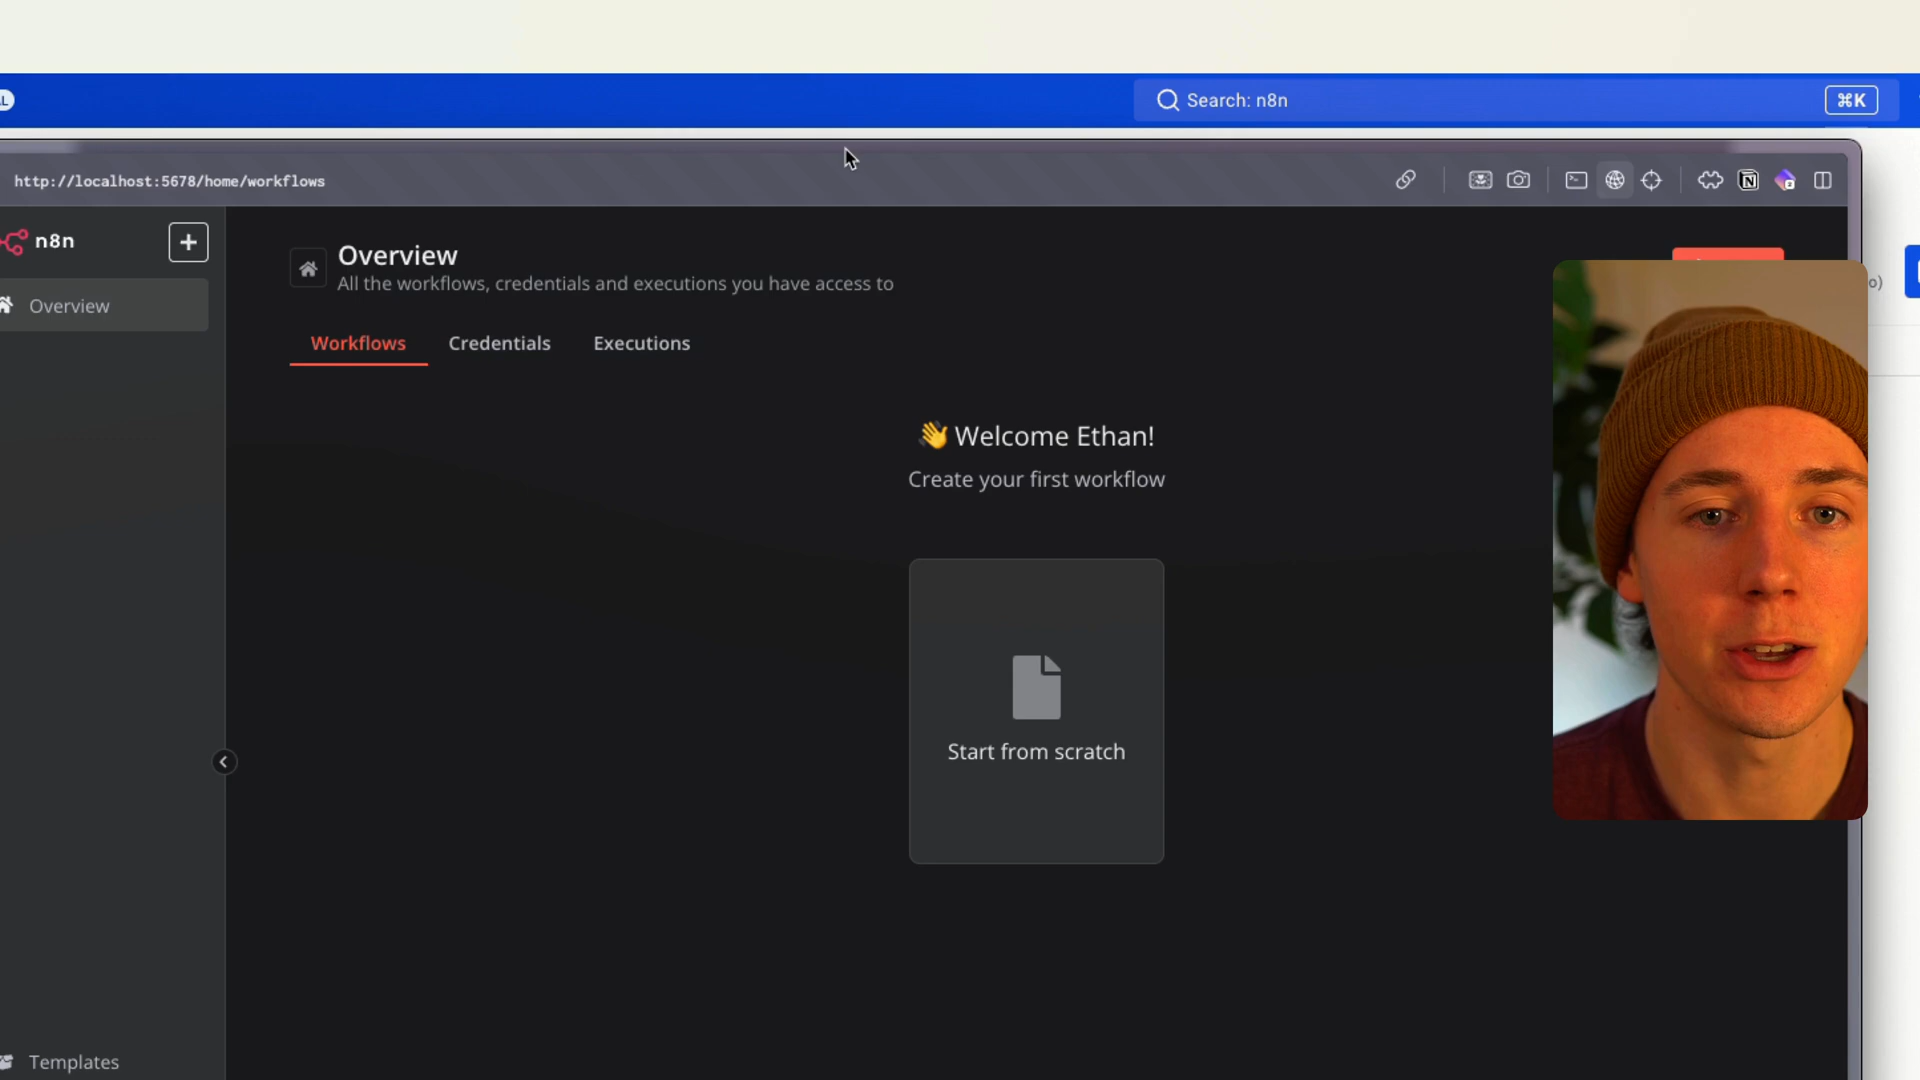 Search: n8n
⌘K
http://localhost:5678/home/workflows
n8n
+
Overview
All the workflows, credentials and executions you have access to
Overview
Workflows
Credentials
Executions
👋 Welcome Ethan!
Create your first workflow
Start from scratch
Templates